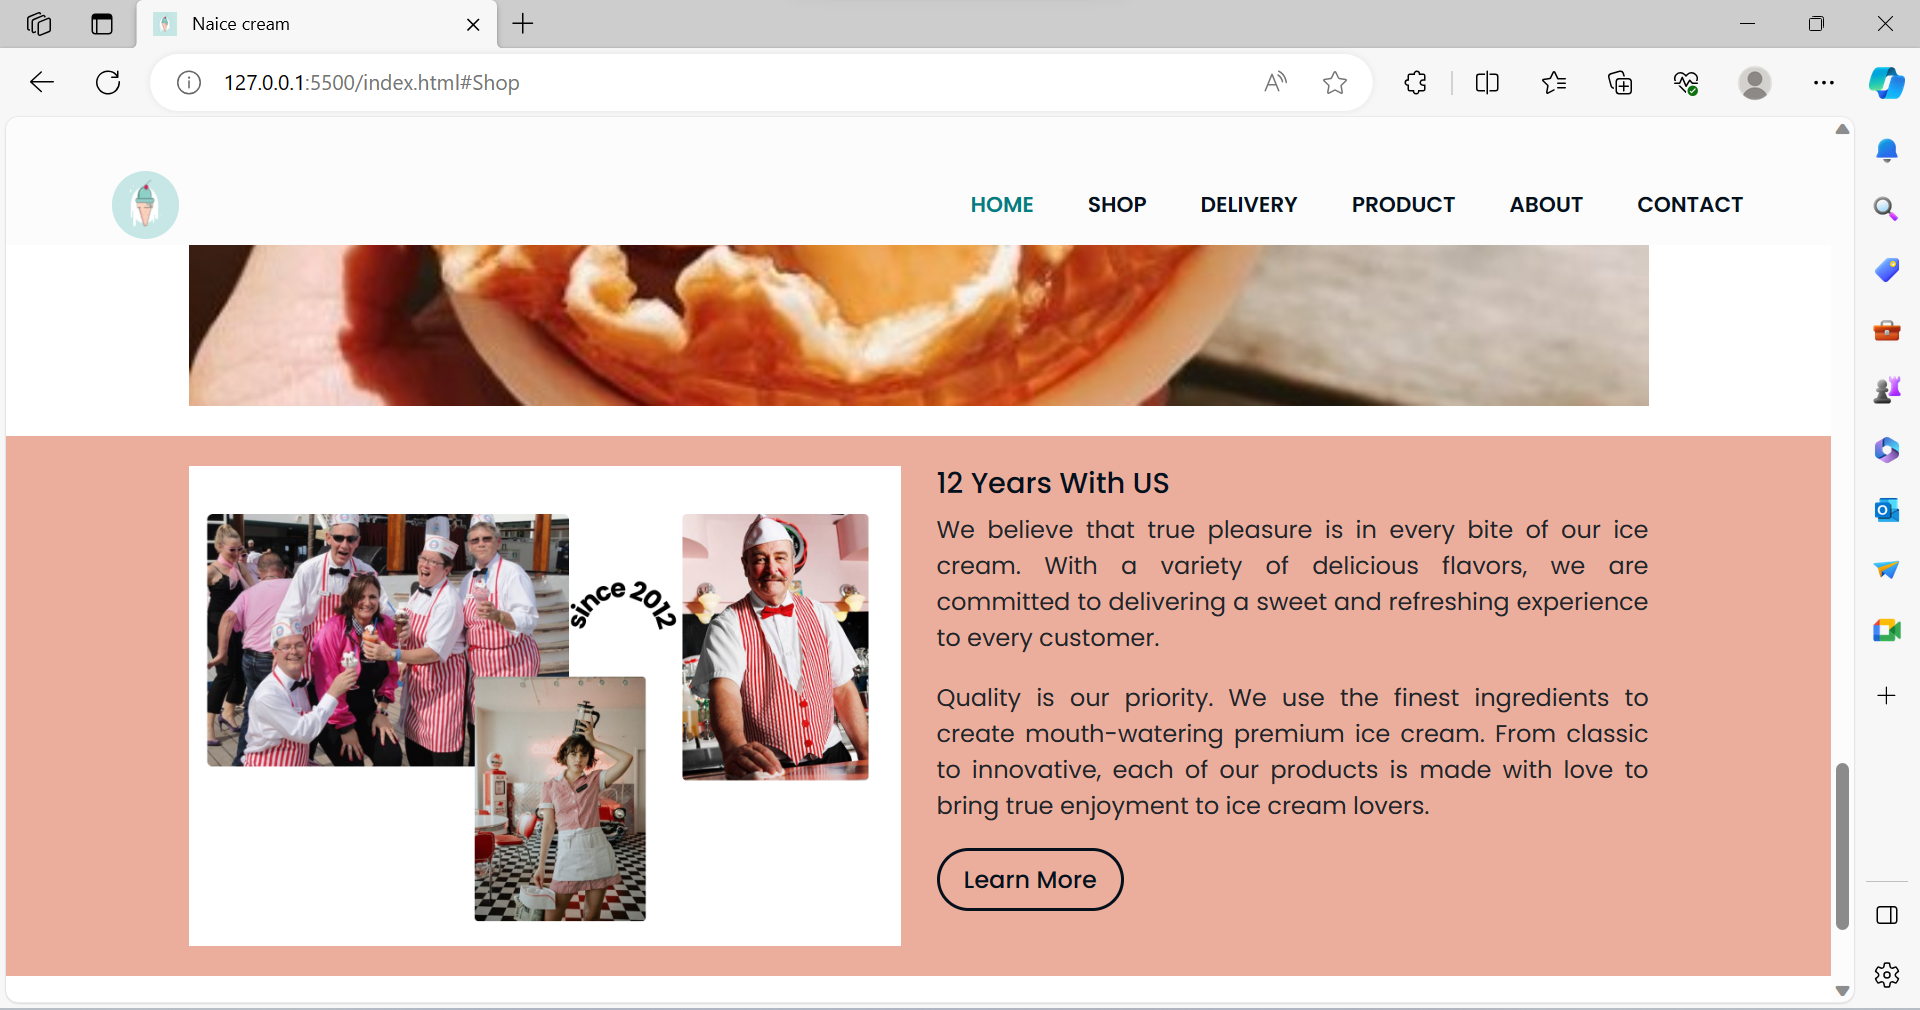 Naice cream
127.0.0.1:5500/index.html#Shop
HOME SHOP DELIVERY PRODUCT ABOUT CONTACT
since 2012
12 Years With US
We believe that true pleasure is in every bite of our ice
cream. With a variety of delicious flavors, we are
committed to delivering a sweet and refreshing experience
to every customer.
Quality is our priority. We use the finest ingredients to
create mouth-watering premium ice cream. From classic
to innovative, each of our products is made with love to
bring true enjoyment to ice cream lovers.
Learn More